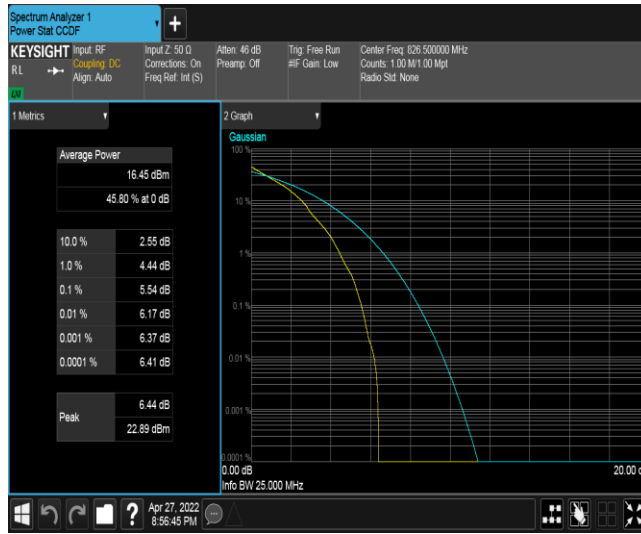 Spectrum Analyzer 1
Power Stat CCDF
+
KEYSIGHT
RL
LXI
Input: RF
Coupling: DC
Align: Auto
Input Z: 50 Ω
Corrections: On
Freq Ref: Int (S)
Atten: 46 dB
Preamp: Off
Trig: Free Run
#IF Gain: Low
Center Freq: 826.500000 MHz
Counts: 1.00 M/1.00 Mpt
Radio Std: None
1 Metrics
Average Power
16.45 dBm
45.80 % at 0 dB
10.0 % 2.55 dB
1.0 % 4.44 dB
0.1 % 5.54 dB
0.01 % 6.17 dB
0.001 % 6.37 dB
0.0001 % 6.41 dB
Peak
6.44 dB
22.89 dBm
2 Graph
Gaussian
100 %
10 %
1 %
0.1 %
0.01 %
0.001 %
0.0001 %
0.00 dB 20.00
Info BW 25.000 MHz
?
Apr 27, 2022
8:56:45 PM